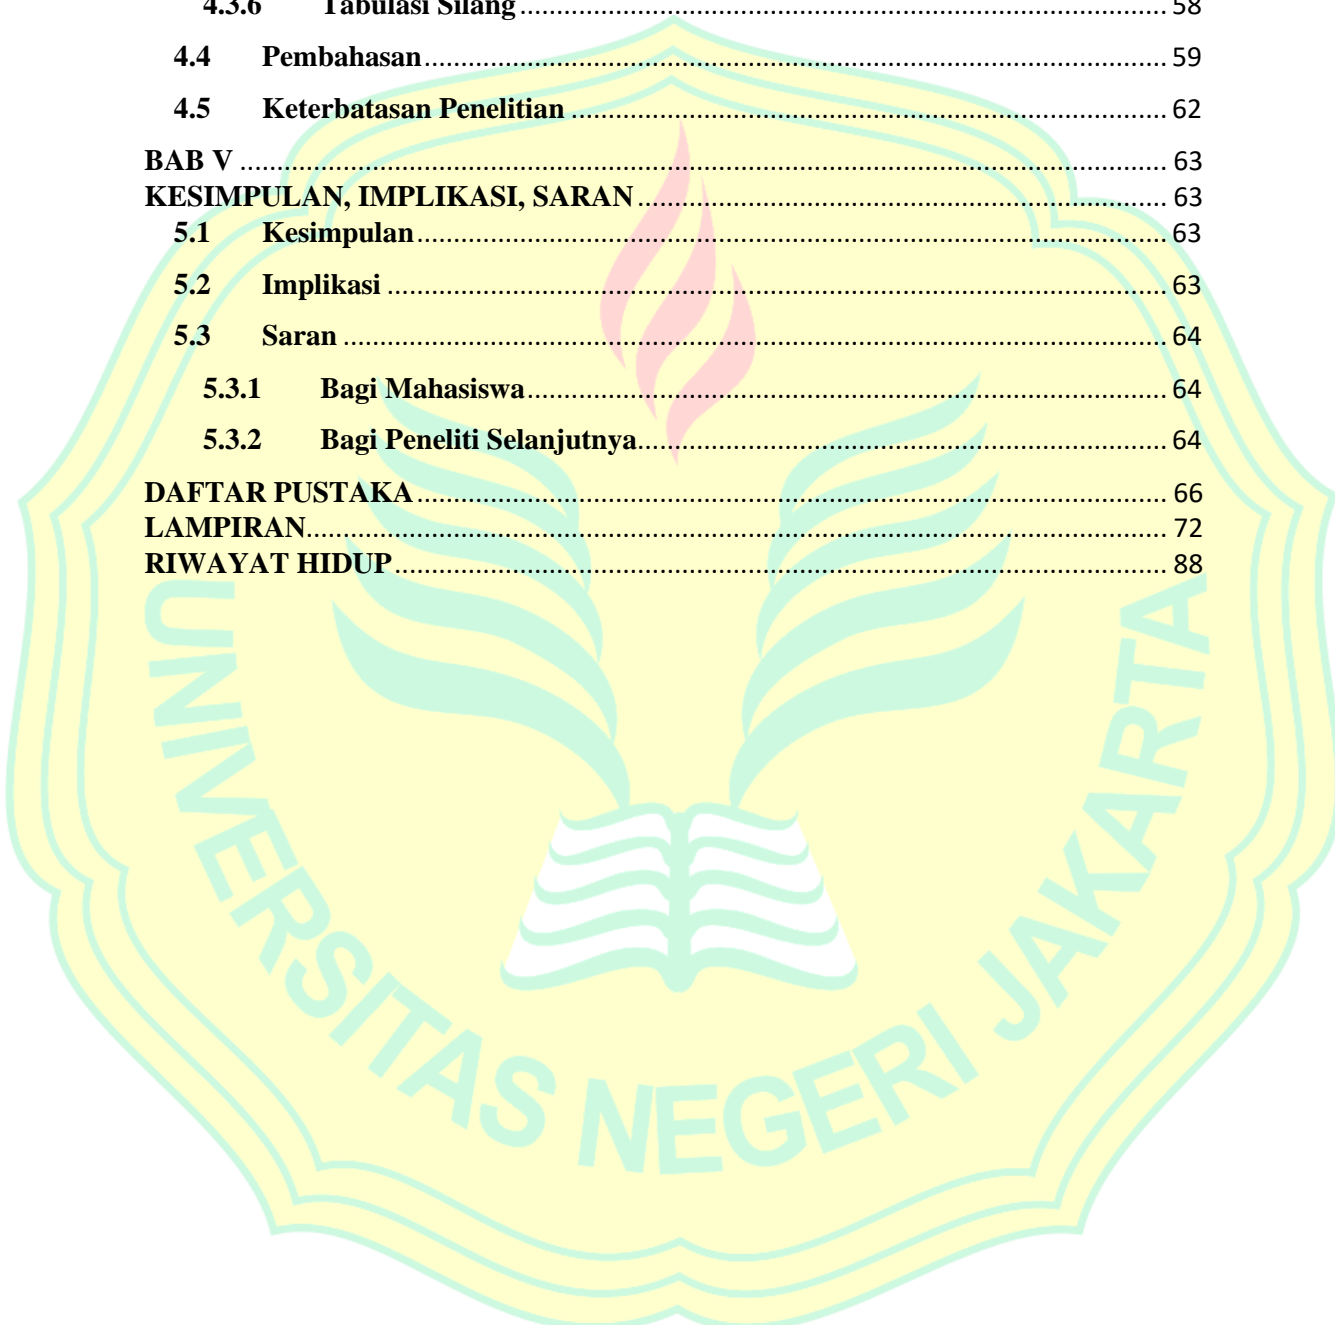 4.3.6 Tabulasi Silang ........ 58
4.4 Pembahasan ........ 59
4.5 Keterbatasan Penelitian ........ 62
BAB V ........ 63
KESIMPULAN, IMPLIKASI, SARAN ........ 63
5.1 Kesimpulan ........ 63
5.2 Implikasi ........ 63
5.3 Saran ........ 64
5.3.1 Bagi Mahasiswa ........ 64
5.3.2 Bagi Peneliti Selanjutnya ........ 64
DAFTAR PUSTAKA ........ 66
LAMPIRAN ........ 72
RIWAYAT HIDUP ........ 88
UNIVERSITAS NEGERI JAKARTA